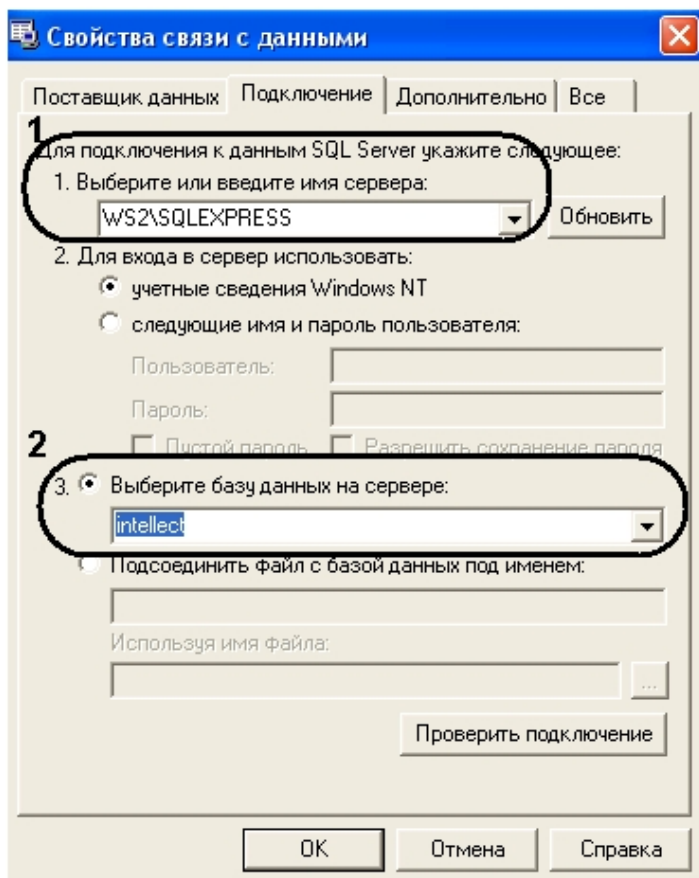 Свойства связи с данными
Поставщик данных Подключение Дополнительно Все
1
Для подключения к данным SQL Server укажите следующее:
1. Выберите или введите имя сервера:
WS2\SQLEXPRESS Обновить
2. Для входа в сервер использовать:
учетные сведения Windows NT
следующие имя и пароль пользователя:
Пользователь:
Пароль:
2
Пустой пароль Разрешить сохранение пароля
3. Выберите базу данных на сервере:
intellect
Подсоединить файл с базой данных под именем:
Используя имя файла:
...
Проверить подключение
ОК Отмена Справка